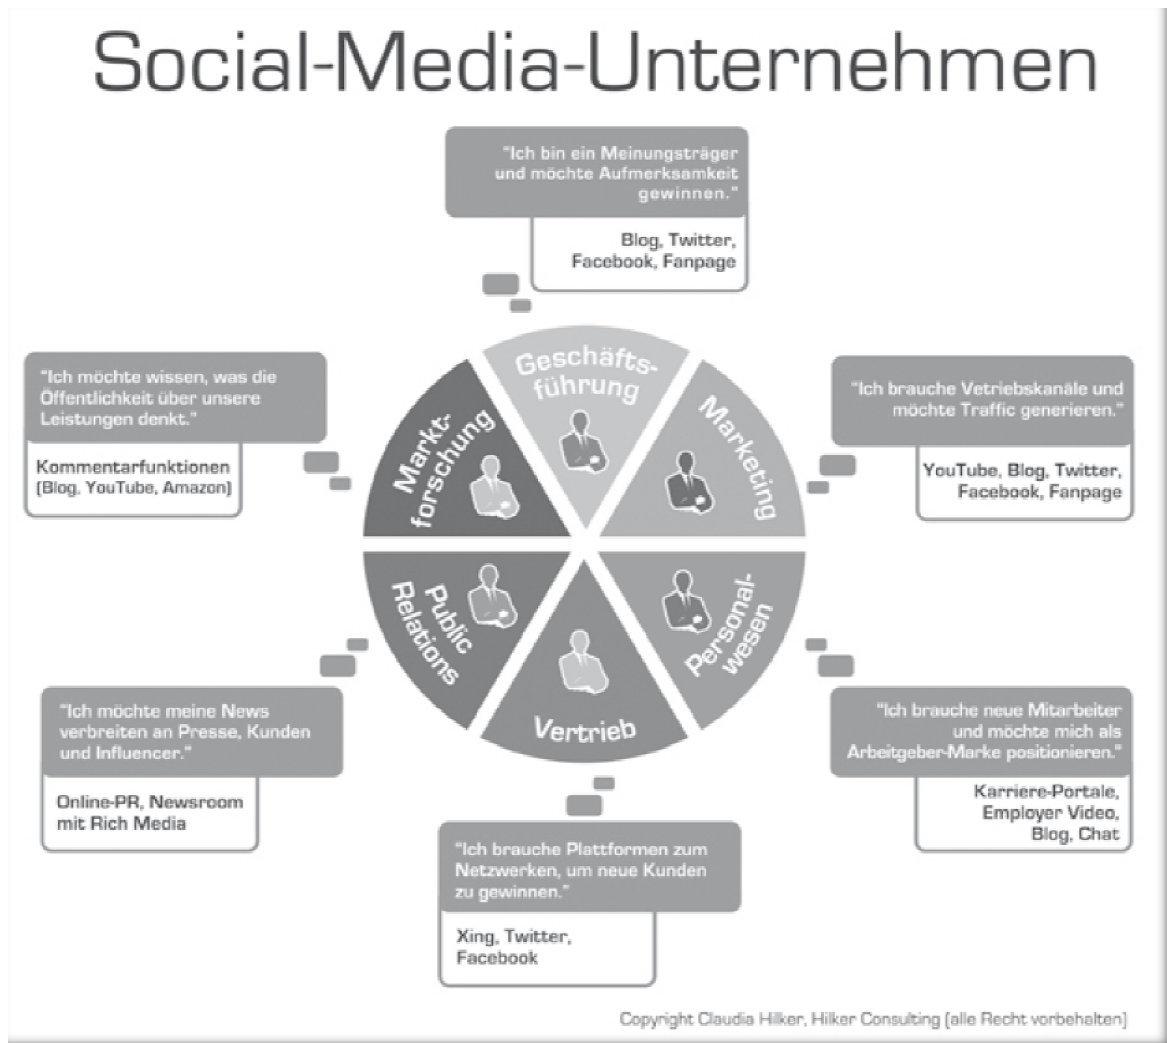 Social-Media-Unternehmen
"Ich bin ein Meinungsträger
und möchte Aufmerksamkeit
gewinnen."
Blog, Twitter,
Facebook, Fanpage
"Ich möchte wissen, was die
Öffentlichkeit über unsere
Leistungen denkt."
Kommentarfunktionen
(Blog, YouTube, Amazon)
"Ich brauche Vetriebskanäle und
möchte Traffic generieren."
YouTube, Blog, Twitter,
Facebook, Fanpage
Geschäfts-
führung
Markt-
forschung
Marketing
Public
Relations
Personal-
wesen
Vertrieb
"Ich möchte meine News
verbreiten an Presse, Kunden
und Influencer."
Online-PR, Newsroom
mit Rich Media
"Ich brauche neue Mitarbeiter
und möchte mich als
Arbeitgeber-Marke positionieren."
Karriere-Portale,
Employer Video,
Blog, Chat
"Ich brauche Plattformen zum
Netzwerken, um neue Kunden
zu gewinnen."
Xing, Twitter,
Facebook
Copyright Claudia Hilker, Hilker Consulting (alle Recht vorbehalten)